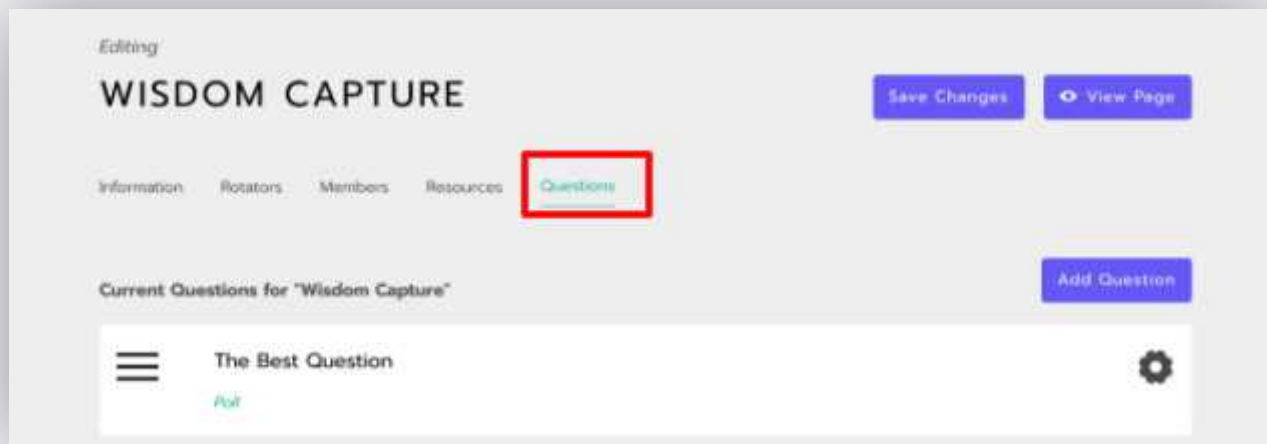 Editing
WISDOM CAPTURE
Save Changes
View Page
Information Rotators Members Resources Questions
Current Questions for "Wisdom Capture"
Add Question
The Best Question
Poll